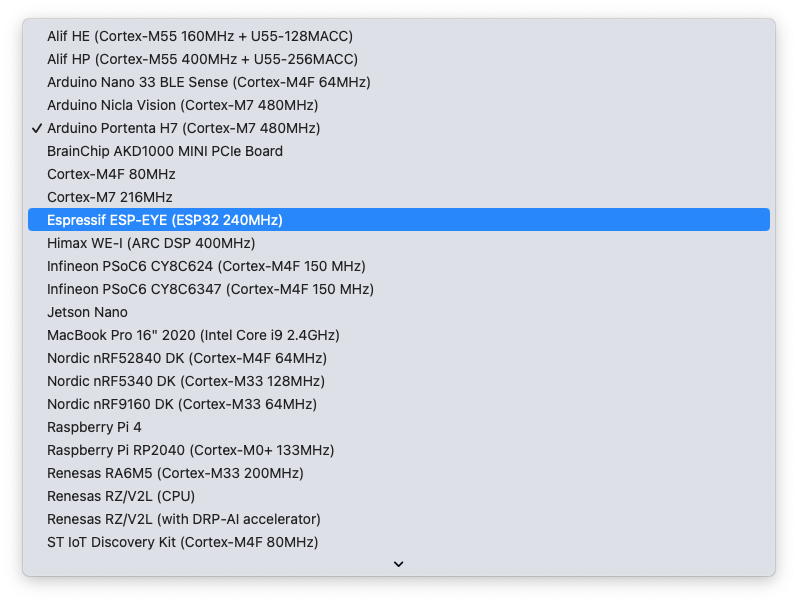 Alif HE (Cortex-M55 160MHz + U55-128MACC)
Alif HP (Cortex-M55 400MHz + U55-256MACC)
Arduino Nano 33 BLE Sense (Cortex-M4F 64MHz)
Arduino Nicla Vision (Cortex-M7 480MHz)
Arduino Portenta H7 (Cortex-M7 480MHz)
BrainChip AKD1000 MINI PCIe Board
Cortex-M4F 80MHz
Cortex-M7 216MHz
Espressif ESP-EYE (ESP32 240MHz)
Himax WE-I (ARC DSP 400MHz)
Infineon PSoC6 CY8C624 (Cortex-M4F 150 MHz)
Infineon PSoC6 CY8C6347 (Cortex-M4F 150 MHz)
Jetson Nano
MacBook Pro 16" 2020 (Intel Core i9 2.4GHz)
Nordic nRF52840 DK (Cortex-M4F 64MHz)
Nordic nRF5340 DK (Cortex-M33 128MHz)
Nordic nRF9160 DK (Cortex-M33 64MHz)
Raspberry Pi 4
Raspberry Pi RP2040 (Cortex-M0+ 133MHz)
Renesas RA6M5 (Cortex-M33 200MHz)
Renesas RZ/V2L (CPU)
Renesas RZ/V2L (with DRP-AI accelerator)
ST IoT Discovery Kit (Cortex-M4F 80MHz)